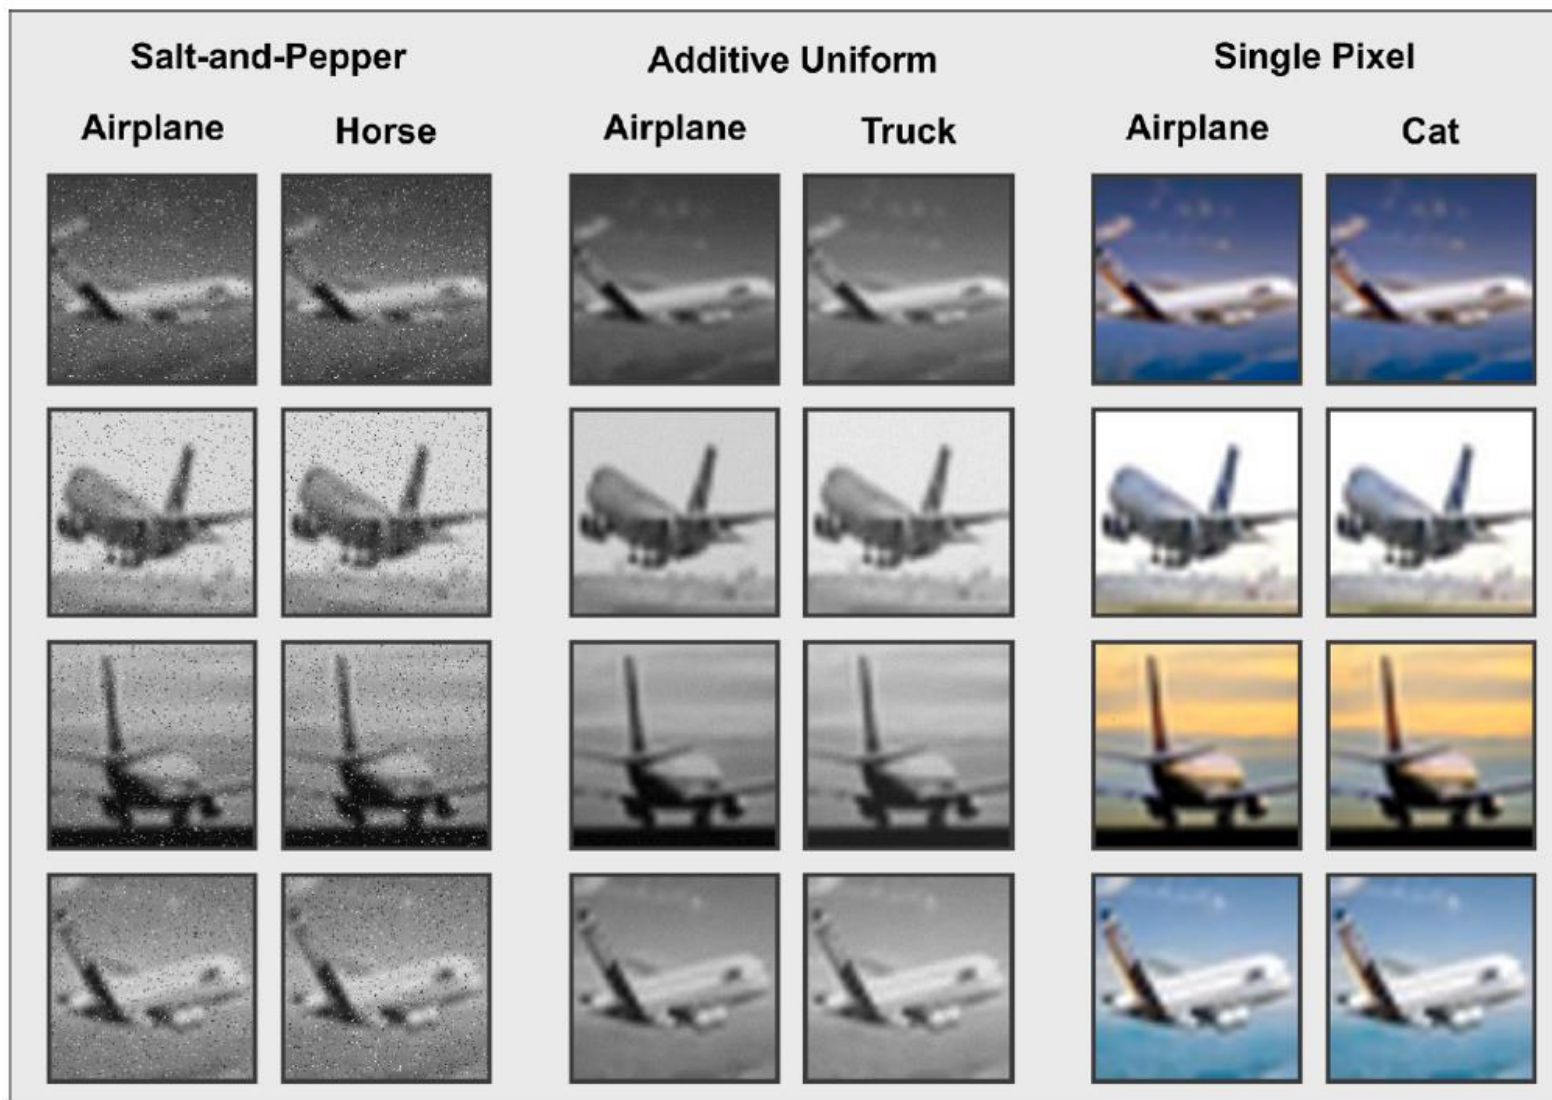 Salt-and-Pepper
Additive Uniform
Single Pixel
Airplane
Horse
Airplane
Truck
Airplane
Cat